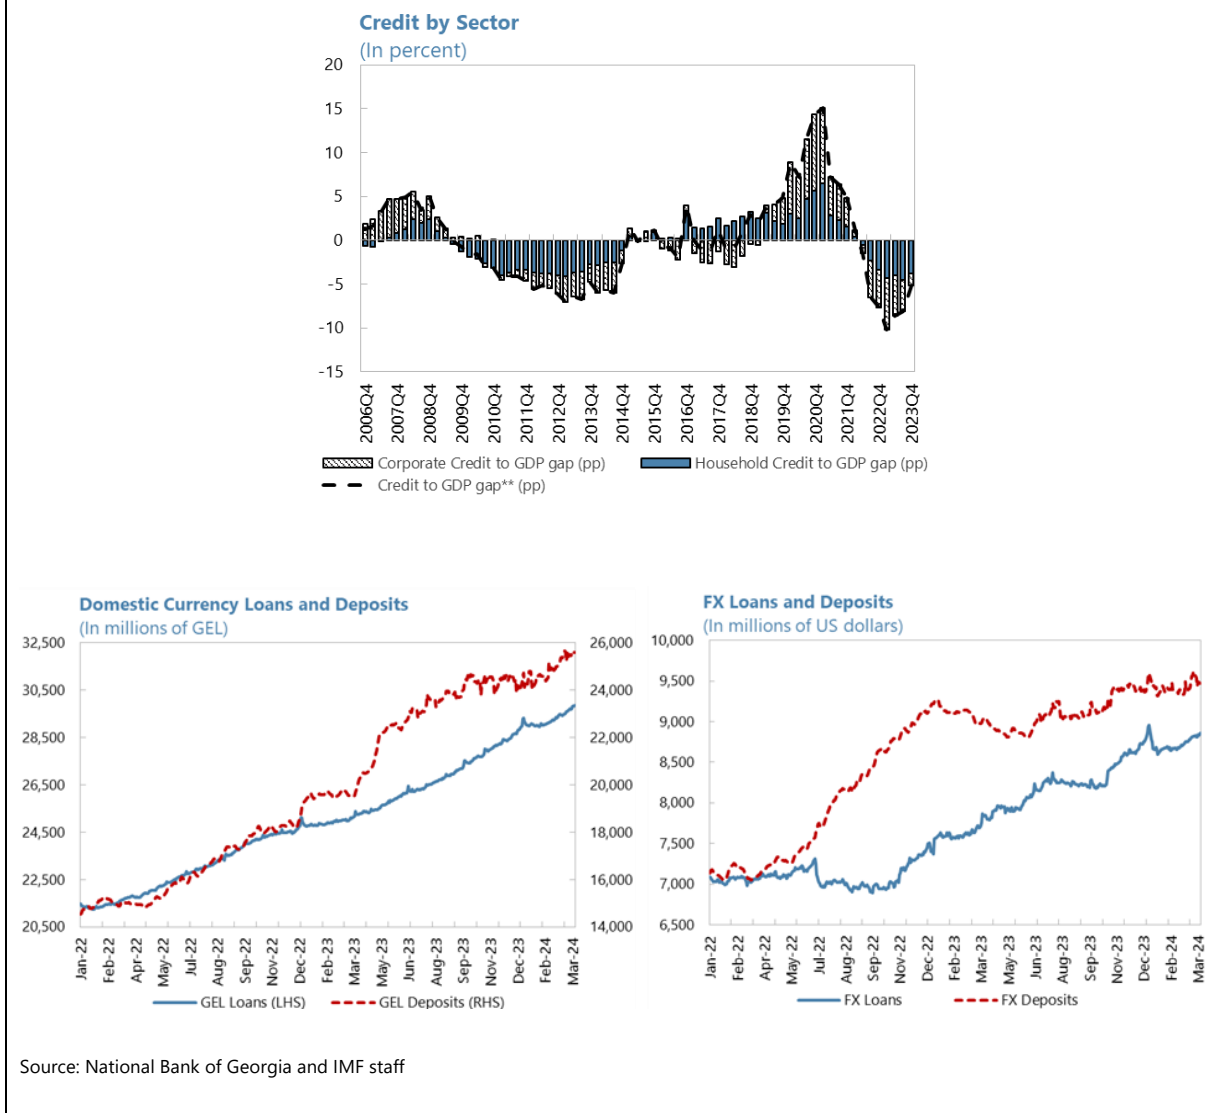 Credit by Sector
(In percent)
20
15
10
5
0
-5
-10
-15
2006Q4
2007Q4
2008Q4
2009Q4
2010Q4
2011Q4
2012Q4
2013Q4
2014Q4
2015Q4
2016Q4
2017Q4
2018Q4
2019Q4
2020Q4
2021Q4
2022Q4
2023Q4
Corporate Credit to GDP gap (pp)
Household Credit to GDP gap (pp)
Credit to GDP gap** (pp)
Domestic Currency Loans and Deposits
(In millions of GEL)
32,500
30,500
28,500
26,500
24,500
22,500
20,500
26,000
24,000
22,000
20,000
18,000
16,000
14,000
Jan-22
Feb-22
Apr-22
May-22
Jul-22
Aug-22
Sep-22
Nov-22
Dec-22
Feb-23
Mar-23
May-23
Jun-23
Aug-23
Sep-23
Nov-23
Dec-23
Feb-24
Mar-24
GEL Loans (LHS)
GEL Deposits (RHS)
FX Loans and Deposits
(In millions of US dollars)
10,000
9,500
9,000
8,500
8,000
7,500
7,000
6,500
Jan-22
Feb-22
Apr-22
May-22
Jul-22
Aug-22
Sep-22
Nov-22
Dec-22
Feb-23
Mar-23
May-23
Jun-23
Aug-23
Sep-23
Nov-23
Dec-23
Feb-24
Mar-24
FX Loans
FX Deposits
Source: National Bank of Georgia and IMF staff